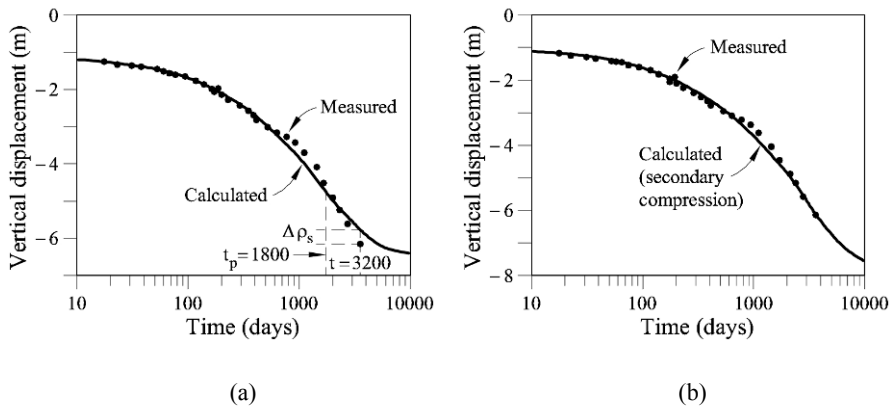 0
−2
−4
−6
Vertical displacement (m)
Measured
Calculated
Δρs
tp=1800
t=3200
10
100
1000
10000
Time (days)
(a)
0
−2
−4
−6
−8
Vertical displacement (m)
Measured
Calculated
(secondary
compression)
10
100
1000
10000
Time (days)
(b)